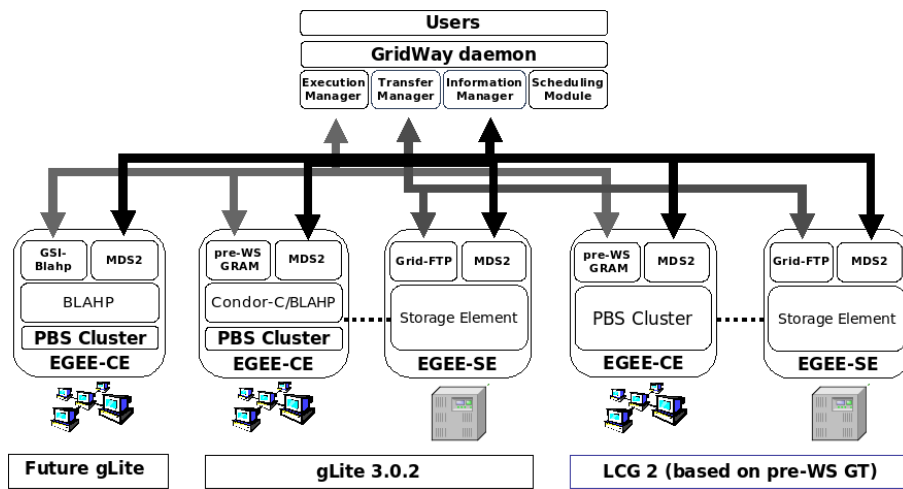 Users
GridWay daemon
Execution Manager
Transfer Manager
Information Manager
Scheduling Module
GSI-Blahp
MDS2
BLAHP
PBS Cluster
EGEE-CE
pre-WS GRAM
MDS2
Condor-C/BLAHP
PBS Cluster
EGEE-CE
Grid-FTP
MDS2
Storage Element
EGEE-SE
pre-WS GRAM
MDS2
PBS Cluster
EGEE-CE
Grid-FTP
MDS2
Storage Element
EGEE-SE
Future gLite
gLite 3.0.2
LCG 2 (based on pre-WS GT)